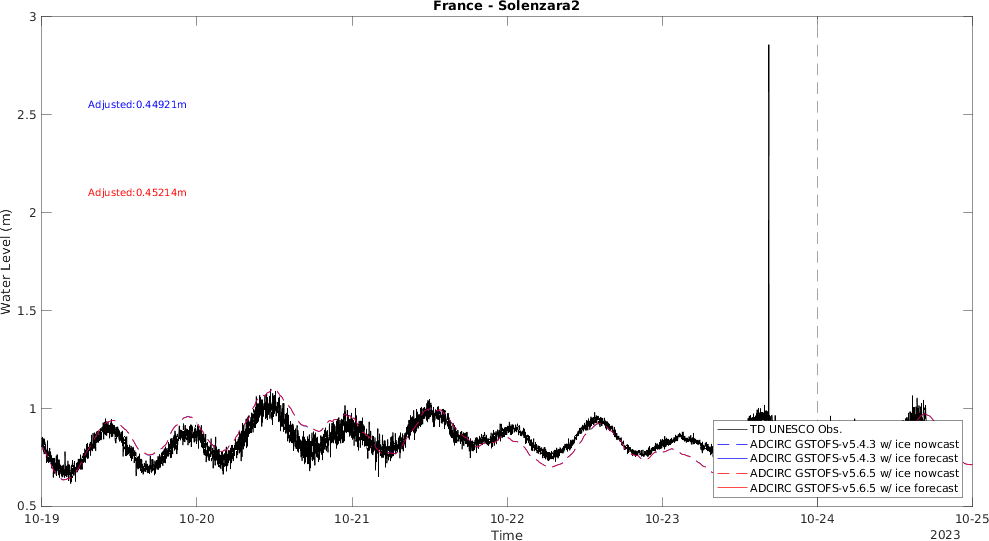 France - Solenzara2
3
2.5
2
1.5
1
0.5
Water Level (m)
Adjusted:0.44921m
Adjusted:0.45214m
TD UNESCO Obs.
ADCIRC GSTOFS-v5.4.3 w/ ice nowcast
ADCIRC GSTOFS-v5.4.3 w/ ice forecast
ADCIRC GSTOFS-v5.6.5 w/ ice nowcast
ADCIRC GSTOFS-v5.6.5 w/ ice forecast
10-19 10-20 10-21 10-22 10-23 10-24 10-25
Time
2023